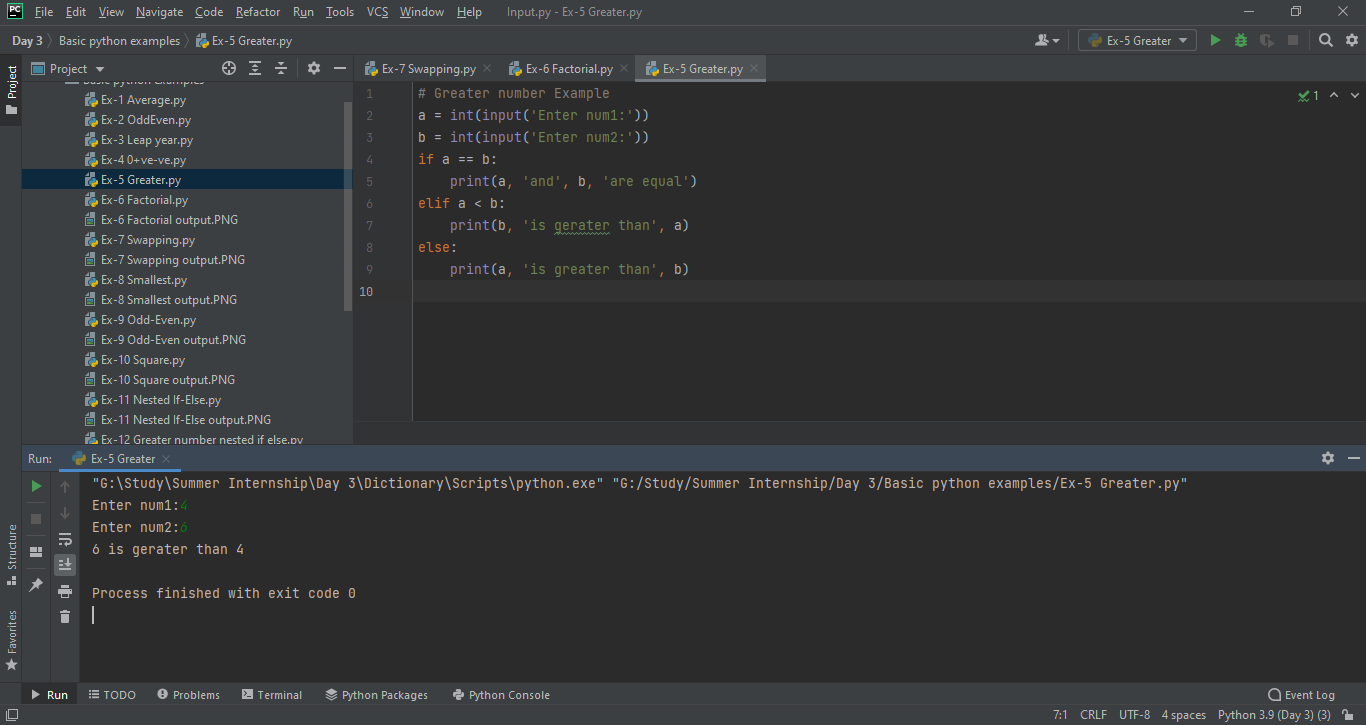 PC File Edit View Navigate Code Refactor Run Tools VCS Window Help Input.py - Ex-5 Greater.py
Day 3 Basic python examples Ex-5 Greater.py Ex-5 Greater
Project
Project
Ex-7 Swapping.py Ex-6 Factorial.py Ex-5 Greater.py
Basic python examples
Ex-1 Average.py
Ex-2 OddEven.py
Ex-3 Leap year.py
Ex-4 0+ve-ve.py
Ex-5 Greater.py
Ex-6 Factorial.py
Ex-6 Factorial output.PNG
Ex-7 Swapping.py
Ex-7 Swapping output.PNG
Ex-8 Smallest.py
Ex-8 Smallest output.PNG
Ex-9 Odd-Even.py
Ex-9 Odd-Even output.PNG
Ex-10 Square.py
Ex-10 Square output.PNG
Ex-11 Nested If-Else.py
Ex-11 Nested If-Else output.PNG
Ex-12 Greater number nested if else.py
1 # Greater number Example
2 a = int(input('Enter num1:'))
3 b = int(input('Enter num2:'))
4 if a == b:
5 print(a, 'and', b, 'are equal')
6 elif a < b:
7 print(b, 'is gerater than', a)
8 else:
9 print(a, 'is greater than', b)
10
1
Run: Ex-5 Greater
"G:\Study\Summer Internship\Day 3\Dictionary\Scripts\python.exe" "G:/Study/Summer Internship/Day 3/Basic python examples/Ex-5 Greater.py"
Enter num1:4
Enter num2:6
6 is gerater than 4
Process finished with exit code 0
Structure
Favorites
Run TODO Problems Terminal Python Packages Python Console Event Log
7:1 CRLF UTF-8 4 spaces Python 3.9 (Day 3) (3)